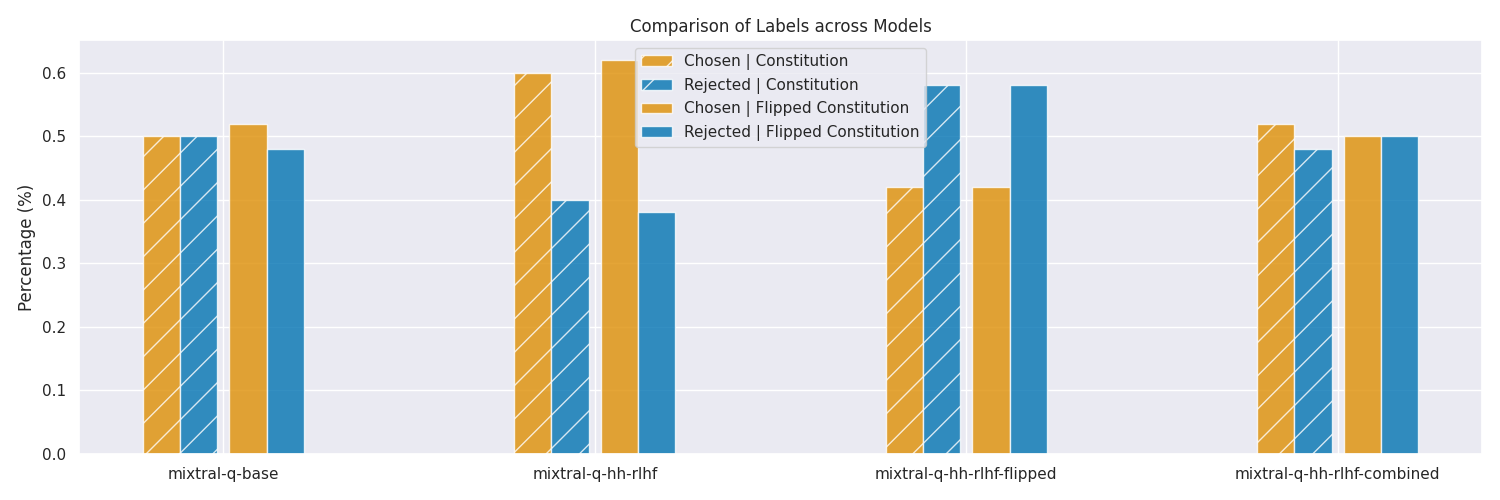 Comparison of Labels across Models
Chosen | Constitution
Rejected | Constitution
Chosen | Flipped Constitution
Rejected | Flipped Constitution
Percentage (%)
0.6
0.5
0.4
0.3
0.2
0.1
0.0
mixtral-q-base
mixtral-q-hh-rlhf
mixtral-q-hh-rlhf-flipped
mixtral-q-hh-rlhf-combined